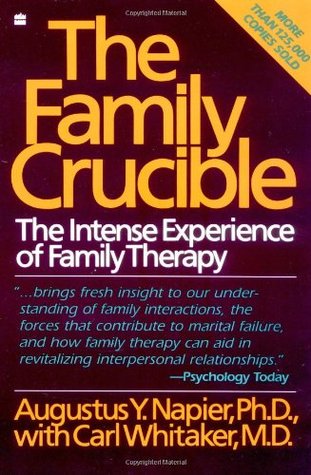 MORE
THAN 125,000
COPIES SOLD
The
Family
Crucible
The Intense Experience
of Family Therapy
"...brings fresh insight to our under-
standing of family interactions, the
forces that contribute to marital failure,
and how family therapy can aid in
revitalizing interpersonal relationships."
—Psychology Today
Augustus Y. Napier, Ph.D.,
with Carl Whitaker, M.D.